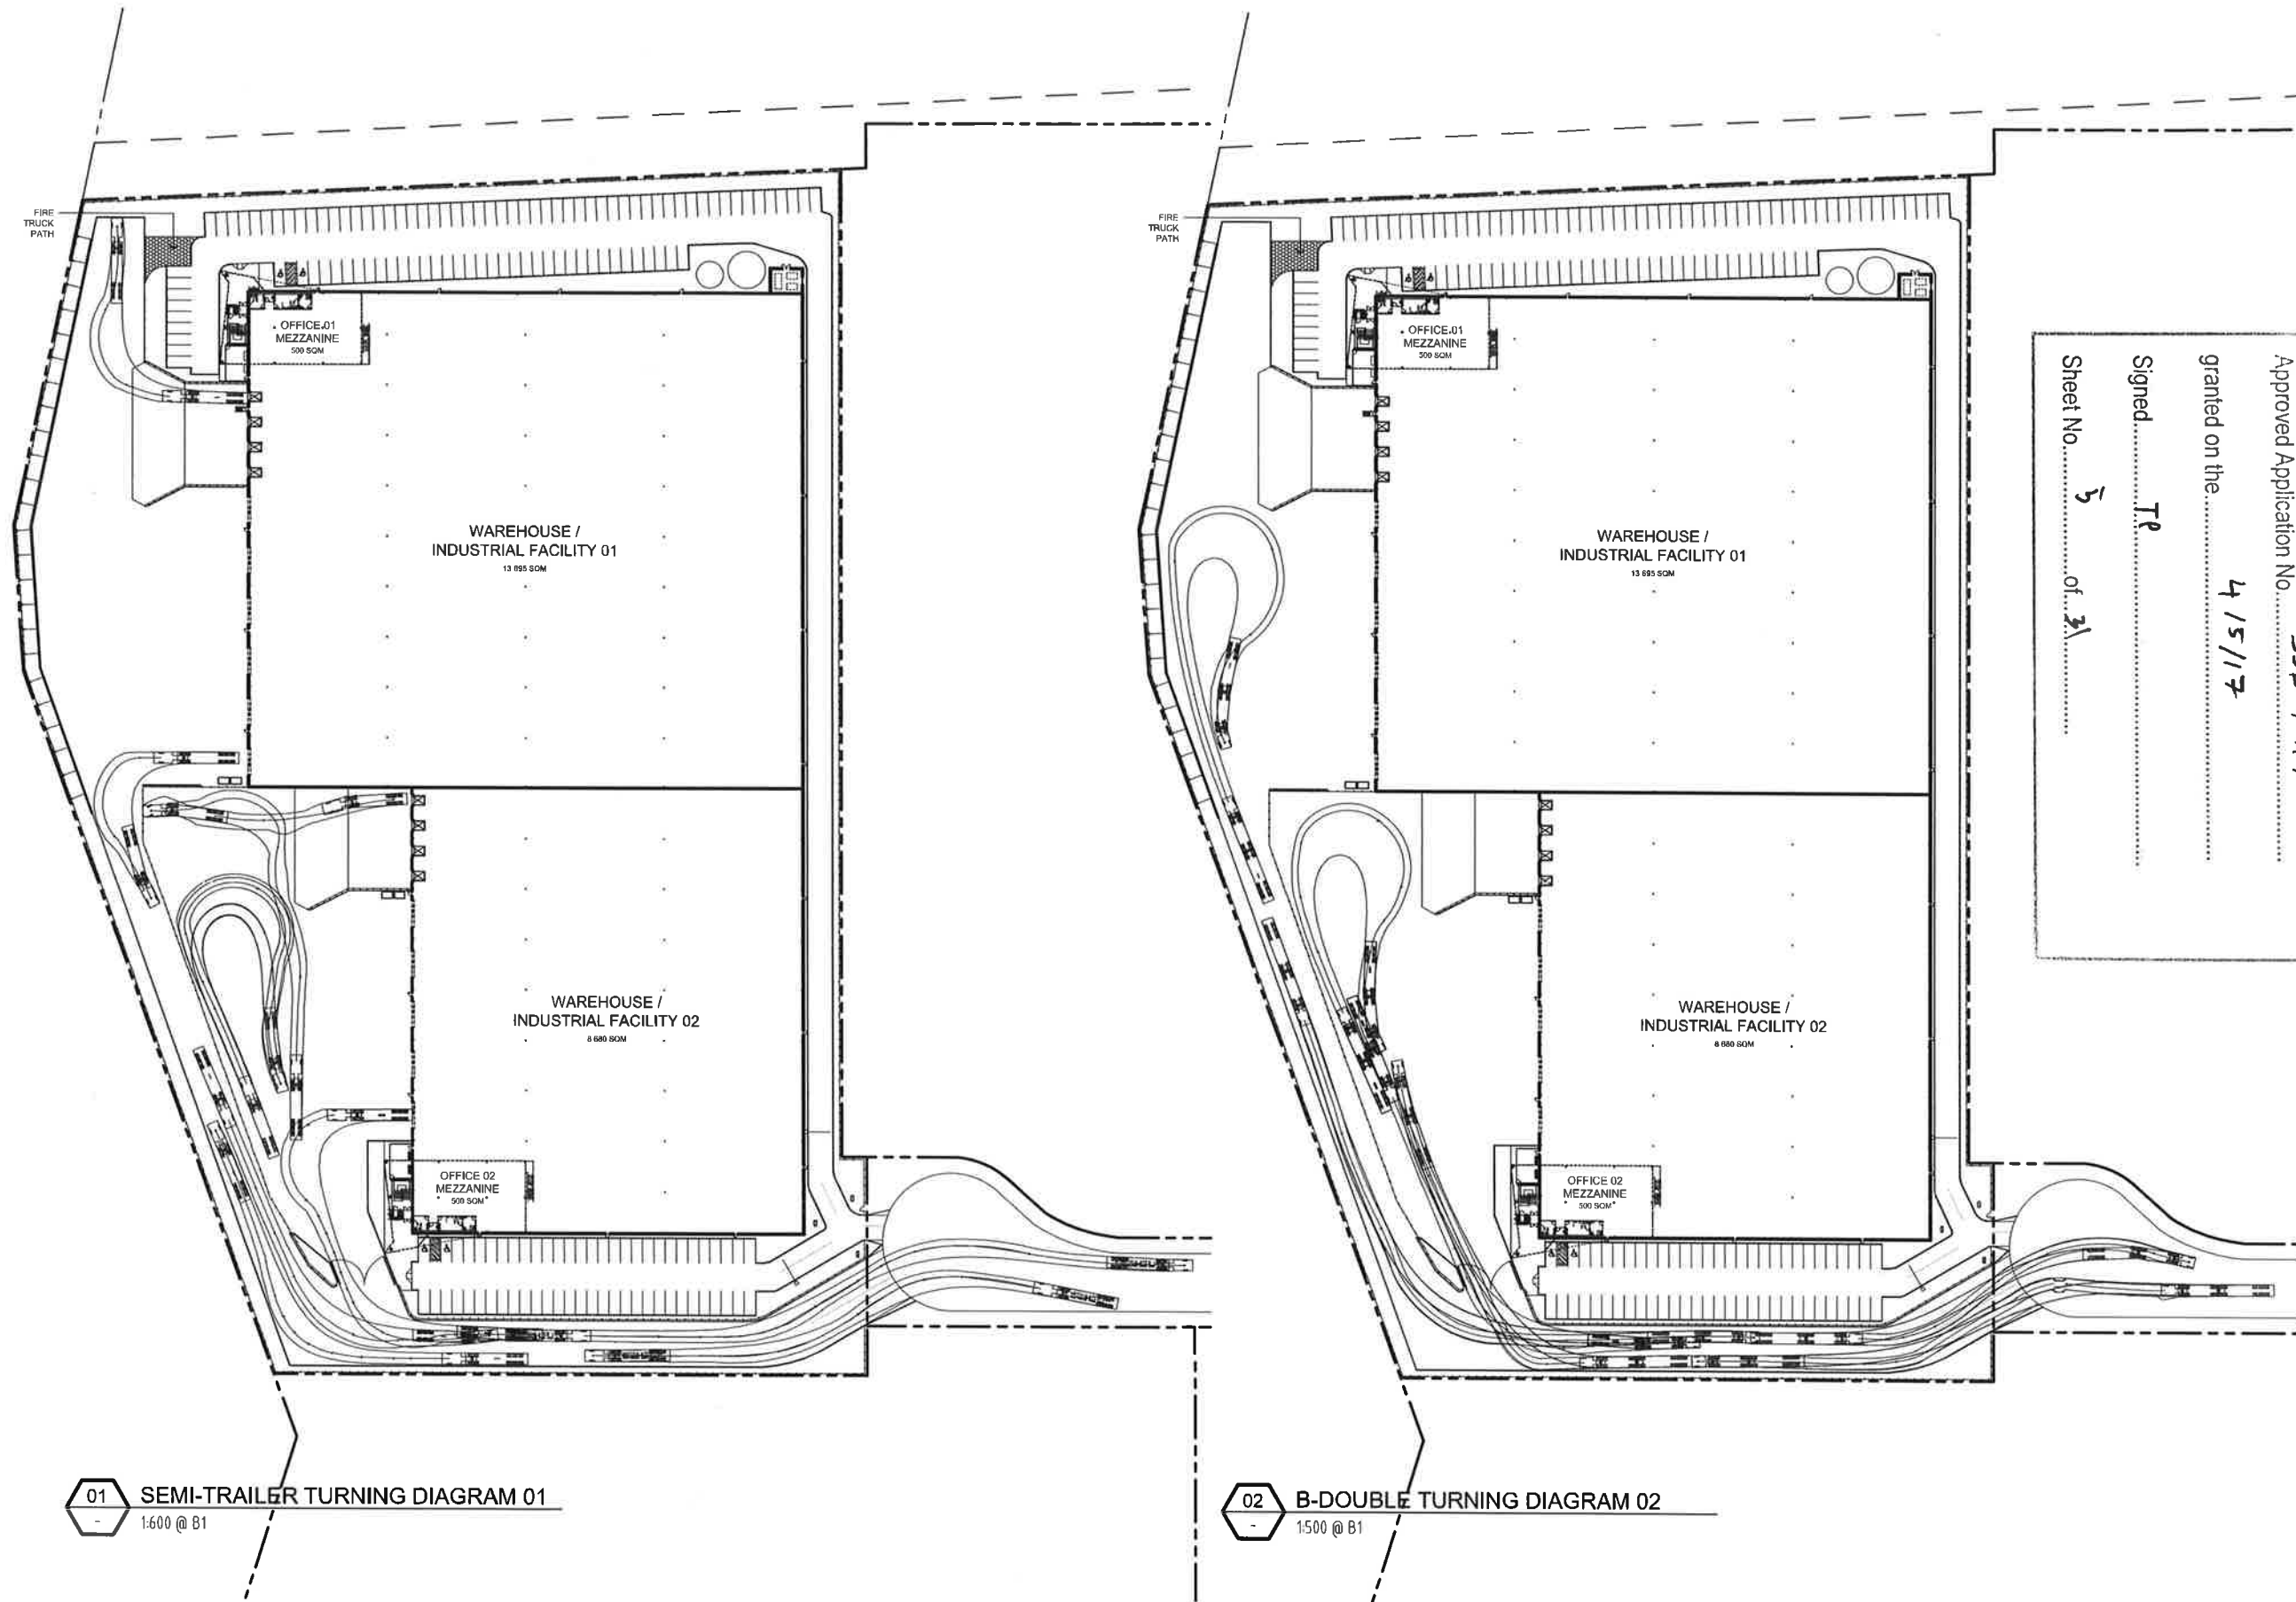 FIRE
TRUCK
PATH
OFFICE 01
MEZZANINE
500 SQM
WAREHOUSE /
INDUSTRIAL FACILITY 01
13 695 SQM
WAREHOUSE /
INDUSTRIAL FACILITY 02
8 680 SQM
OFFICE 02
MEZZANINE
500 SQM
01 SEMI-TRAILER TURNING DIAGRAM 01
-
1:600 @ B1
FIRE
TRUCK
PATH
OFFICE 01
MEZZANINE
500 SQM
WAREHOUSE /
INDUSTRIAL FACILITY 01
13 695 SQM
WAREHOUSE /
INDUSTRIAL FACILITY 02
8 680 SQM
OFFICE 02
MEZZANINE
500 SQM
02 B-DOUBLE TURNING DIAGRAM 02
-
1:500 @ B1
Approved Application No.
granted on the 4/5/17
Signed TP
Sheet No. 5 of 31